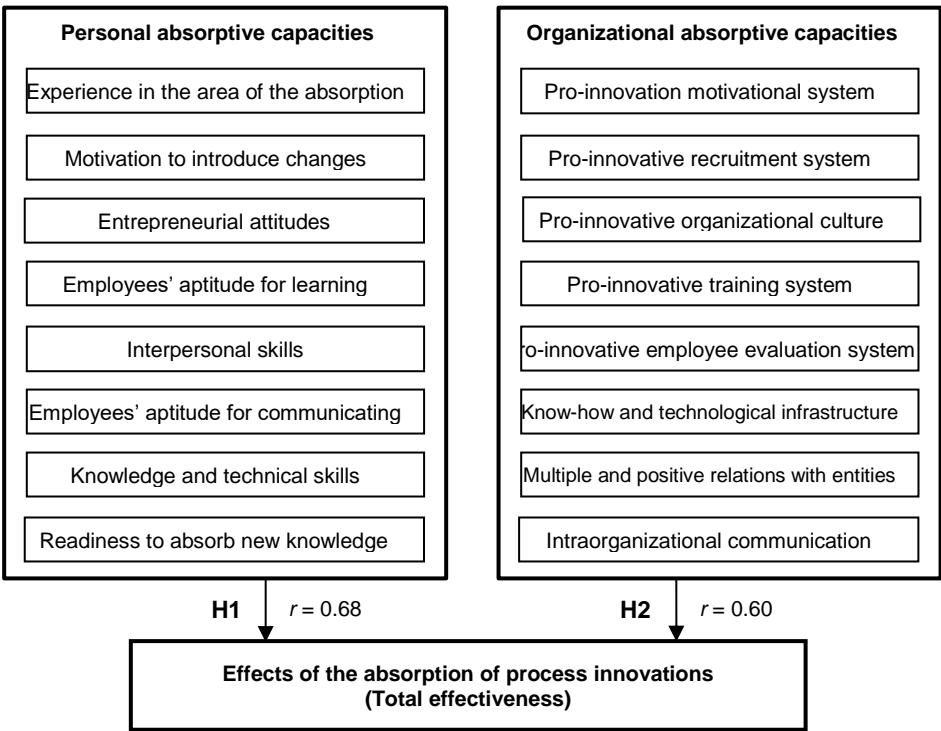 Personal absorptive capacities
Experience in the area of the absorption
Motivation to introduce changes
Entrepreneurial attitudes
Employees’ aptitude for learning
Interpersonal skills
Employees’ aptitude for communicating
Knowledge and technical skills
Readiness to absorb new knowledge
Organizational absorptive capacities
Pro-innovation motivational system
Pro-innovative recruitment system
Pro-innovative organizational culture
Pro-innovative training system
ro-innovative employee evaluation system
Know-how and technological infrastructure
Multiple and positive relations with entities
Intraorganizational communication
H1 r = 0.68
H2 r = 0.60
Effects of the absorption of process innovations
(Total effectiveness)